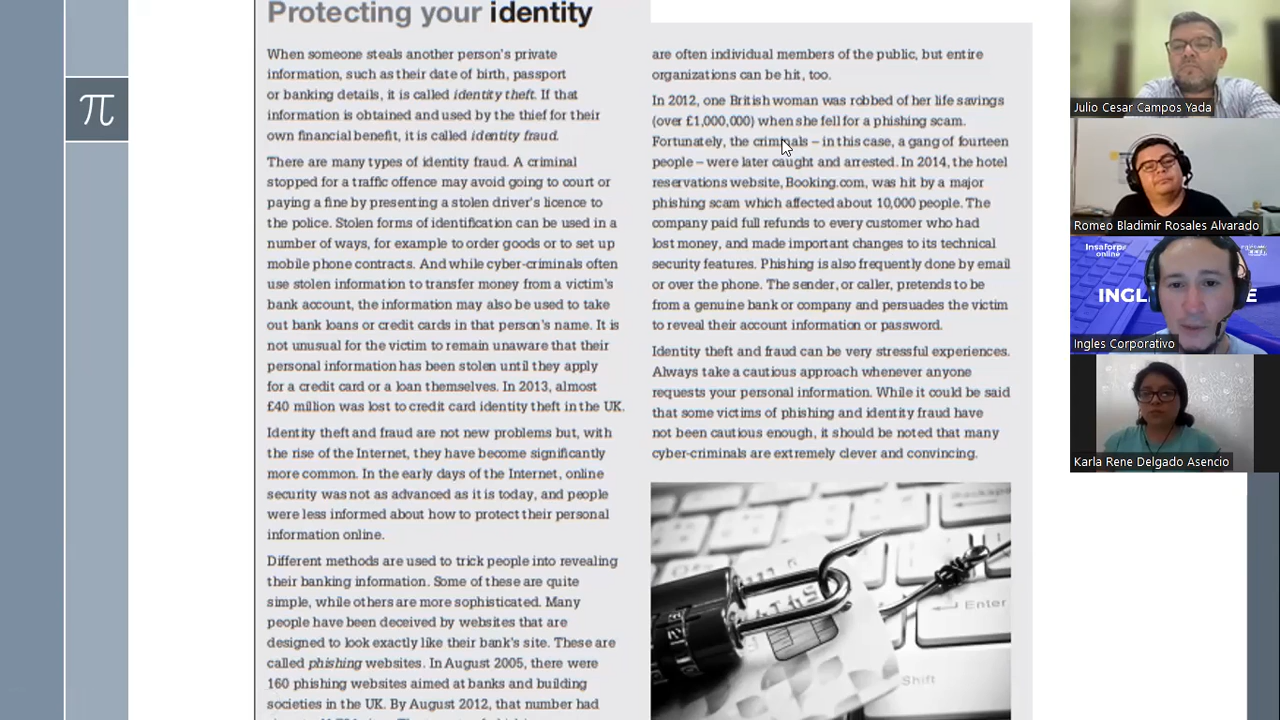 Protecting your identity
When someone steals another person's private
information, such as their date of birth, passport
or banking details, it is called identity theft. If that
information is obtained and used by the thief for their
own financial benefit, it is called identity fraud.
There are many types of identity fraud. A criminal
stopped for a traffic offence may avoid going to court or
paying a fine by presenting a stolen driver's licence to
the police. Stolen forms of identification can be used in a
number of ways, for example to order goods or to set up
mobile phone contracts. And while cyber-criminals often
use stolen information to transfer money from a victim's
bank account, the information may also be used to take
out bank loans or credit cards in that person's name. It is
not unusual for the victim to remain unaware that their
personal information has been stolen until they apply
for a credit card or a loan themselves. In 2013, almost
£40 million was lost to credit card identity theft in the UK.
Identity theft and fraud are not new problems but, with
the rise of the Internet, they have become significantly
more common. In the early days of the Internet, online
security was not as advanced as it is today, and people
were less informed about how to protect their personal
information online.
Different methods are used to trick people into revealing
their banking information. Some of these are quite
simple, while others are more sophisticated. Many
people have been deceived by websites that are
designed to look exactly like their bank's site. These are
called phishing websites. In August 2005, there were
160 phishing websites aimed at banks and building
societies in the UK. By August 2012, that number had
are often individual members of the public, but entire
organizations can be hit, too.
In 2012, one British woman was robbed of her life savings
(over £1,000,000) when she fell for a phishing scam.
Fortunately, the criminals – in this case, a gang of fourteen
people – were later caught and arrested. In 2014, the hotel
reservations website, Booking.com, was hit by a major
phishing scam which affected about 10,000 people. The
company paid full refunds to every customer who had
lost money, and made important changes to its technical
security features. Phishing is also frequently done by email
or over the phone. The sender, or caller, pretends to be
from a genuine bank or company and persuades the victim
to reveal their account information or password.
Identity theft and fraud can be very stressful experiences.
Always take a cautious approach whenever anyone
requests your personal information. While it could be said
that some victims of phishing and identity fraud have
not been cautious enough, it should be noted that many
cyber-criminals are extremely clever and convincing.
Enter
Shift
π
Julio Cesar Campos Yada
Romeo Bladimir Rosales Alvarado
Insaforp
online
INGL
E
Ingles Corporativo
Karla Rene Delgado Asencio